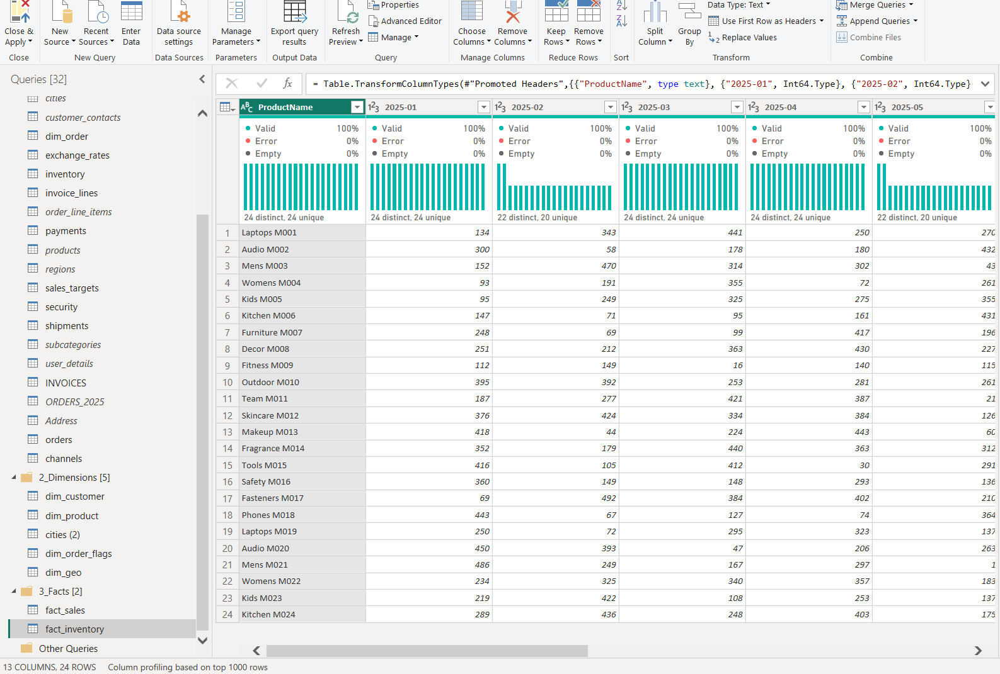 Close & Apply
New Source
Recent Sources
Enter Data
Data source settings
Manage Parameters
Export query results
Refresh Preview
Properties
Advanced Editor
Manage
Choose Columns
Remove Columns
Keep Rows
Remove Rows
Split Column
Group By
Data Type: Text
Use First Row as Headers
Replace Values
Merge Queries
Append Queries
Combine Files
Close
New Query
Data Sources
Parameters
Output Data
Query
Manage Columns
Reduce Rows
Sort
Transform
Combine
Queries [32]
cities
customer_contacts
dim_order
exchange_rates
inventory
invoice_lines
order_line_items
payments
products
regions
sales_targets
security
shipments
subcategories
user_details
INVOICES
ORDERS_2025
Address
orders
channels
2_Dimensions [5]
dim_customer
dim_product
cities (2)
dim_order_flags
dim_geo
3_Facts [2]
fact_sales
fact_inventory
Other Queries
fx = Table.TransformColumnTypes(#"Promoted Headers",{{"ProductName", type text}, {"2025-01", Int64.Type}, {"2025-02", Int64.Type}
ProductName 2025-01 2025-02 2025-03 2025-04 2025-05
Valid 100% Valid 100% Valid 100% Valid 100% Valid 100% Valid 100%
Error 0% Error 0% Error 0% Error 0% Error 0% Error 0%
Empty 0% Empty 0% Empty 0% Empty 0% Empty 0% Empty 0%
24 distinct, 24 unique 24 distinct, 24 unique 22 distinct, 20 unique 24 distinct, 24 unique 24 distinct, 24 unique 22 distinct, 20 unique
1 Laptops M001 134 343 441 250 270
2 Audio M002 300 58 178 180 432
3 Mens M003 152 470 314 302 43
4 Womens M004 93 191 355 72 261
5 Kids M005 95 249 325 275 355
6 Kitchen M006 147 71 95 161 431
7 Furniture M007 248 69 99 417 196
8 Decor M008 251 212 363 430 227
9 Fitness M009 112 149 16 140 115
10 Outdoor M010 395 392 253 281 261
11 Team M011 187 277 421 387 21
12 Skincare M012 376 424 334 384 126
13 Makeup M013 418 44 224 443 60
14 Fragrance M014 352 179 440 363 312
15 Tools M015 416 105 412 30 291
16 Safety M016 360 149 148 293 136
17 Fasteners M017 69 492 384 402 210
18 Phones M018 443 67 127 74 364
19 Laptops M019 250 72 295 323 137
20 Audio M020 450 393 47 206 263
21 Mens M021 486 249 167 297 1
22 Womens M022 234 325 340 357 183
23 Kids M023 219 422 108 253 137
24 Kitchen M024 289 436 248 403 175
13 COLUMNS, 24 ROWS Column profiling based on top 1000 rows